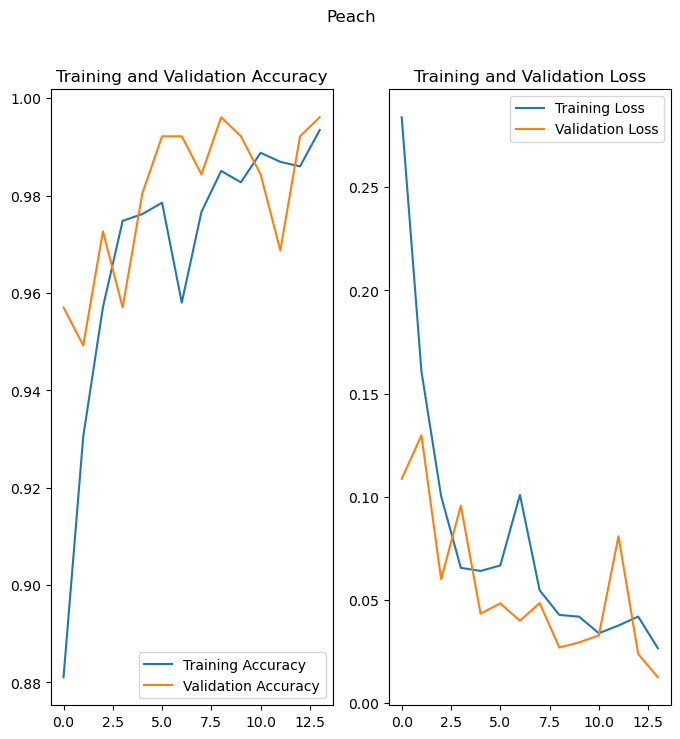 Peach
Training and Validation Accuracy
1.00
0.98
0.96
0.94
0.92
0.90
0.88
Training Accuracy
Validation Accuracy
0.0 2.5 5.0 7.5 10.0 12.5
Training and Validation Loss
Training Loss
Validation Loss
0.25
0.20
0.15
0.10
0.05
0.00
0.0 2.5 5.0 7.5 10.0 12.5